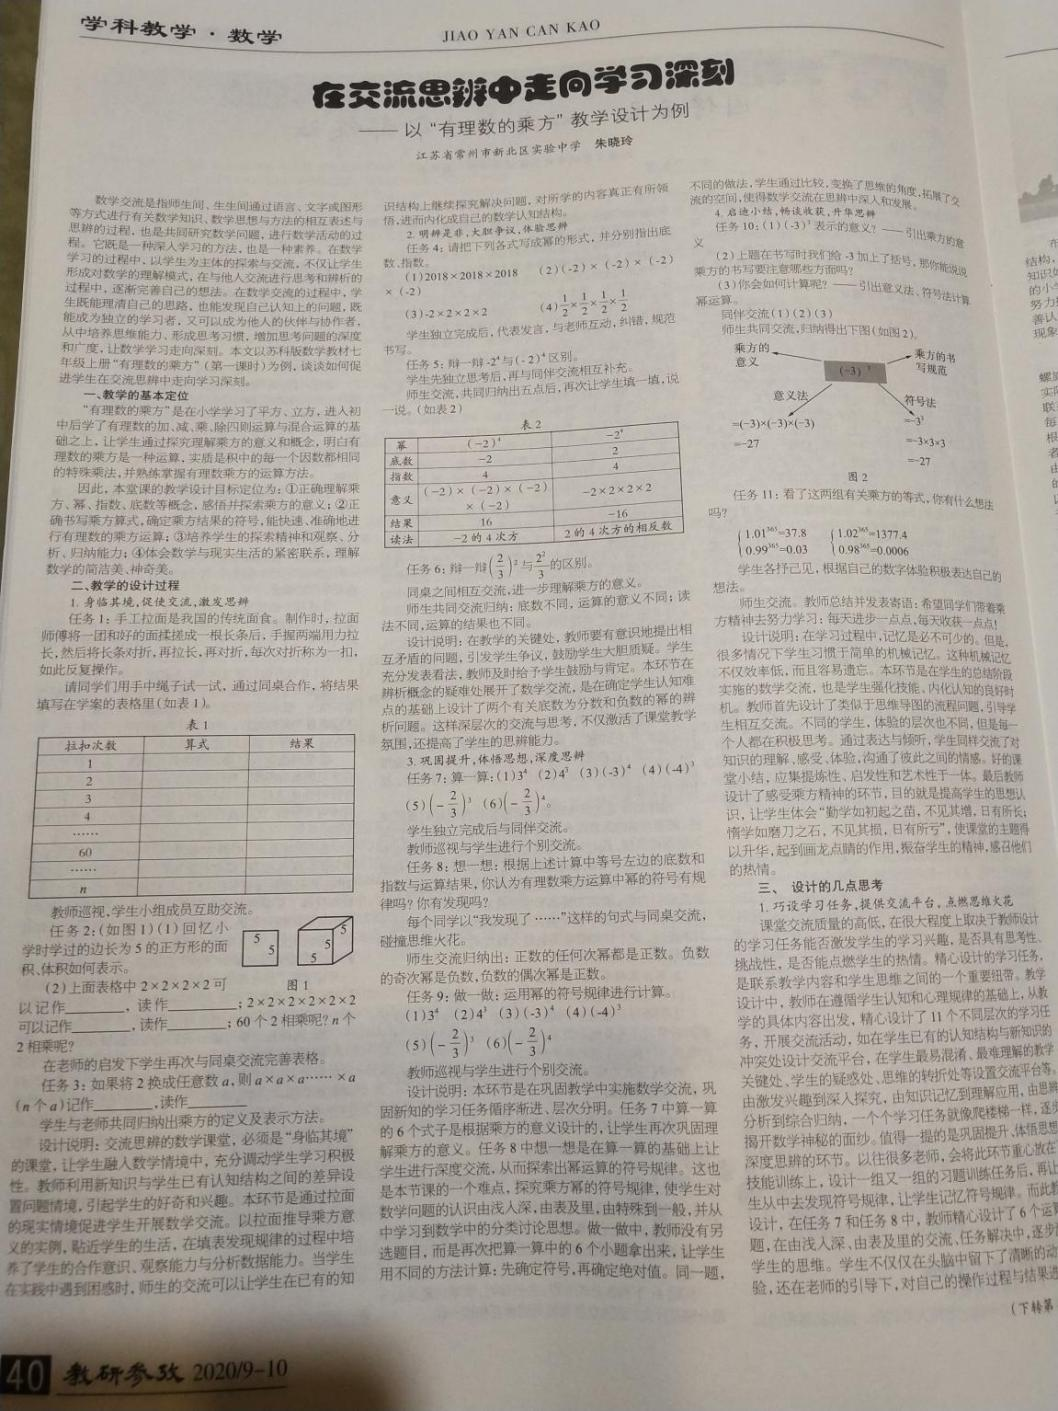 学科教学·数学
JIAO YAN CAN KAO
在交流思辨中走向学习深刻
——以“有理数的乘方”教学设计为例
江苏省常州市新北区实验中学 朱晓玲
数学交流是指师生间、生生间通过语言、文字或图形
等方式进行有关数学知识、数学思想与方法的相互表述与
思辨的过程，也是共同研究数学问题，进行数学活动的过
程。它既是一种深入学习的方法，也是一种素养。在数学
学习的过程中，以学生为主体的探索与交流，不仅让学生
形成对数学的理解模式，在与他人交流进行思考和辨析的
过程中，逐渐完善自己的想法。在数学交流的过程中，学
生既能理清自己的思路，也能发现自己认知上的问题，既
能成为独立的学习者，又可以成为他人的伙伴与协作者，
从中培养思维能力、形成思考习惯，增加思考问题的深度
和广度，让数学学习走向深刻。本文以苏科版数学教材七
年级上册“有理数的乘方”（第一课时）为例，谈谈如何促
进学生在交流思辨中走向学习深刻。
一、教学的基本定位
“有理数的乘方”是在小学学习了平方、立方，进入初
中后学了有理数的加、减、乘、除四则运算与混合运算的基
础之上，让学生通过探究理解乘方的意义和概念，明白有
理数的乘方是一种运算，实质是积中的每一个因数都相同
的特殊乘法，并熟练掌握有理数乘方的运算方法。
因此，本堂课的教学设计目标定位为：①正确理解乘
方、幂、指数、底数等概念，感悟并探索乘方的意义；②正
确书写乘方算式，确定乘方结果的符号，能快速、准确地进
行有理数的乘方运算；③培养学生的探索精神和观察、分
析、归纳能力；④体会数学与现实生活的紧密联系，理解
数学的简洁美、神奇美。
二、教学的设计过程
1. 身临其境，促使交流，激发思辨
任务1：手工拉面是我国的传统面食。制作时，拉面
师傅将一团和好的面揉搓成一根长条后，手握两端用力拉
长，然后将长条对折，再拉长，再对折，每次对折称为一扣，
如此反复操作。
请同学们用手中绳子试一试，通过同桌合作，将结果
填写在学案的表格里（如表1）。
表1
拉扣次数 算式 结果
1
2
3
4
……
60
……
n
教师巡视，学生小组成员互助交流。
任务2：（如图1）（1）回忆小
学时学过的边长为5的正方形的面
积、体积如何表示。
5 5 5 5 5
图1
（2）上面表格中2×2×2×2可
以记作______，读作______；2×2×2×2×2×2
可以记作______，读作______；60个2相乘呢？n个
2相乘呢？
在老师的启发下学生再次与同桌交流完善表格。
任务3：如果将2换成任意数a，则a×a×a……×a
（n个a）记作______，读作______
学生与老师共同归纳出乘方的定义及表示方法。
设计说明：交流思辨的数学课堂，必须是“身临其境”
的课堂，让学生融入数学情境中，充分调动学生学习积极
性。教师利用新知识与学生已有认知结构之间的差异设
置问题情境，引起学生的好奇和兴趣。本环节是通过拉面
的现实情境促进学生开展数学交流。以拉面推导乘方意
义的实例，贴近学生的生活，在填表发现规律的过程中培
养了学生的合作意识、观察能力与分析数据能力。当学生
在实践中遇到困惑时，师生的交流可以让学生在已有的知
识结构上继续探究解决问题，对所学的内容真正有所领
悟，进而内化成自己的数学认知结构。
2. 明辨是非，大胆争议，体验思辨
任务4：请把下列各式写成幂的形式，并分别指出底
数、指数。
（1）2018×2018×2018 （2）(-2)×(-2)×(-2)
×(-2)
（3）-2×2×2×2 （4）1/2×1/2×1/2×1/2
学生独立完成后，代表发言，与老师互动，纠错，规范
书写。
任务5：辩一辩-2⁴与(-2)⁴区别。
学生先独立思考后，再与同伴交流相互补充。
师生交流，共同归纳出五点后，再次让学生填一填，说
一说。（如表2）
表2
幂 (-2)⁴ -2⁴
底数 -2 2
指数 4 4
意义 (-2)×(-2)×(-2)×(-2) -2×2×2×2
结果 16 -16
读法 -2的4次方 2的4次方的相反数
任务6：辩一辩(2/3)²与2²/3的区别。
同桌之间相互交流，进一步理解乘方的意义。
师生共同交流归纳：底数不同，运算的意义不同；读
法不同，运算的结果也不同。
设计说明：在教学的关键处，教师要有意识地提出相
互矛盾的问题，引发学生争议，鼓励学生大胆质疑。学生
充分发表看法，教师及时给予学生鼓励与肯定。本环节在
辨析概念的疑难处展开了数学交流，是在确定学生认知难
点的基础上设计了两个有关底数为分数和负数的幂的辨
析问题。这样深层次的交流与思考，不仅激活了课堂教学
氛围，还提高了学生的思辨能力。
3. 巩固提升，体悟思想，深度思辨
任务7：算一算：（1）3⁴ （2）4³ （3）(-3)⁴ （4）(-4)³
（5）(-2/3)³ （6）(-2/3)⁴。
学生独立完成后与同伴交流。
教师巡视与学生进行个别交流。
任务8：想一想：根据上述计算中等号左边的底数和
指数与运算结果，你认为有理数乘方运算中幂的符号有规
律吗？你有发现吗？
每个同学以“我发现了……”这样的句式与同桌交流，
碰撞思维火花。
师生交流归纳出：正数的任何次幂都是正数。负数
的奇次幂是负数，负数的偶次幂是正数。
任务9：做一做：运用幂的符号规律进行计算。
（1）3⁴ （2）4³ （3）(-3)⁴ （4）(-4)³
（5）(-2/3)³ （6）(-2/3)⁴
教师巡视与学生进行个别交流。
设计说明：本环节是在巩固教学中实施数学交流，巩
固新知的学习任务循序渐进、层次分明。任务7中算一算
的6个式子是根据乘方的意义设计的，让学生再次巩固理
解乘方的意义。任务8中想一想是在算一算的基础上让
学生进行深度交流，从而探索出幂运算的符号规律。这也
是本节课的一个难点，探究乘方幂的符号规律，使学生对
数学问题的认识由浅入深，由表及里，由特殊到一般，并从
中学习到数学中的分类讨论思想。做一做中，教师没有另
选题目，而是再次把算一算中的6个小题拿出来，让学生
用不同的方法计算：先确定符号，再确定绝对值。同一题，
不同的做法，学生通过比较，变换了思维的角度，拓展了交
流的空间，使得数学交流在思辨中深入和发展。
4. 启迪小结，畅谈收获，升华思辨
任务10：（1）(-3)³表示的意义？——引出乘方的意
义
（2）上题在书写时我们给-3加上了括号，那你能说说
乘方的书写要注意哪些方面吗？
（3）你会如何计算呢？——引出意义法、符号法计算
幂运算。
同伴交流（1）（2）（3）
师生共同交流，归纳得出下图（如图2）。
乘方的意义
(-3)³
乘方的书写规范
意义法
符号法
=(-3)×(-3)×(-3)
=-27
=-3³
=-3×3×3
=-27
图2
任务11：看了这两组有关乘方的等式，你有什么想法
吗？
1.01³⁶⁵=37.8 1.02³⁶⁵=1377.4
0.99³⁶⁵=0.03 0.98³⁶⁵=0.0006
学生各抒己见，根据自己的数字体验积极表达自己的
想法。
师生交流。教师总结并发表寄语：希望同学们带着乘
方精神去努力学习：每天进步一点点，每天收获一点点！
设计说明：在学习过程中，记忆是必不可少的。但是，
很多情况下学生习惯于简单的机械记忆。这种机械记忆
不仅效率低，而且容易遗忘。本环节是在学生的总结阶段
实施的数学交流，也是学生强化技能、内化认知的良好时
机。教师首先设计了类似于思维导图的流程问题，引导学
生相互交流。不同的学生，体验的层次也不同，但是每一
个人都在积极思考。通过表达与倾听，学生同样交流了对
知识的理解、感受、体验，沟通了彼此之间的情感。好的课
堂小结，应集提炼性、启发性和艺术性于一体。最后教师
设计了感受乘方精神的环节，目的就是提高学生的思想认
识，让学生体会“勤学如初起之苗，不见其增，日有所长；
惰学如磨刀之石，不见其损，日有所亏”，使课堂的主题得
以升华，起到画龙点睛的作用，振奋学生的精神，感召他们
的热情。
三、设计的几点思考
1. 巧设学习任务，提供交流平台，点燃思维火花
课堂交流质量的高低，在很大程度上取决于教师设计
的学习任务能否激发学生的学习兴趣，是否具有思考性、
挑战性，是否能点燃学生的热情。精心设计的学习任务，
是联系教学内容和学生思维之间的一个重要纽带。教学
设计中，教师在遵循学生认知和心理规律的基础上，从教
学的具体内容出发，精心设计了11个不同层次的学习任
务，开展交流活动，如在学生已有的认知结构与新知识的
冲突处设计交流平台，在学生最易混淆、最难理解的教学
关键处、学生的疑惑处、思维的转折处等设置交流平台等。
由激发兴趣到深入探究，由知识记忆到理解应用，由思辨
分析到综合归纳，一个个学习任务就像爬楼梯一样，逐步
揭开数学神秘的面纱。值得一提的是巩固提升、体悟思想
深度思辨的环节。以往很多老师，会将此环节重心放在
技能训练上，设计一组又一组的习题训练任务后，再让
生从中去发现符号规律，让学生记忆符号规律。而此
设计，在任务7和任务8中，教师精心设计了6个运
题，在由浅入深，由表及里的交流、任务解决中，逐步
学生的思维。学生不仅仅在头脑中留下了清晰的
验，还在老师的引导下，对自己的操作过程与结果
（下转第
40 教研参考 2020/9-10